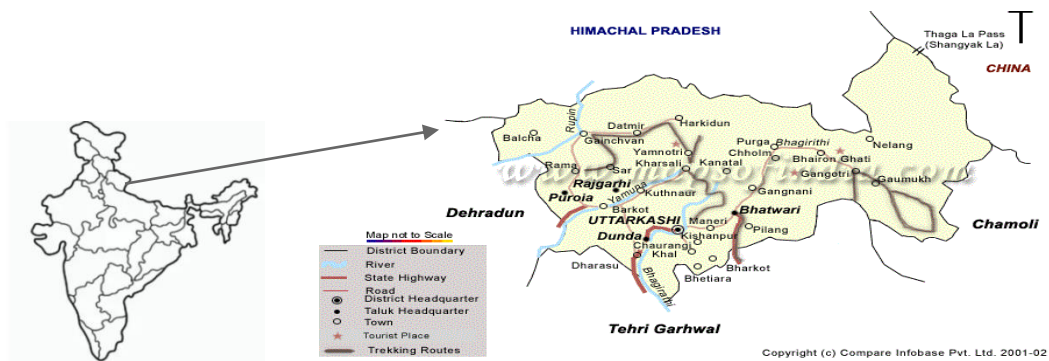 HIMACHAL PRADESH
Thaga La Pass
(Shangyak La)
CHINA
Harkidun
Rupin
Datmir
Balcha
Gainchvan
Purga
Bhagirithi
Nelang
Yamnotri
Chholmi
Bhairon Ghati
Rama
Sar
Kharsali
Kanatal
Gangotri
Gaumukh
Rajgarhi
Yamuna
Kuthnaur
Gangnani
Puroia
Barkot
Dehradun
UTTARKASHI
Maneri
Bhatwari
Chamoli
Dunda
Kishanpur
Pilang
Chaurangi
Khal
Dharasu
Bharkot
Bhetiara
Bhagirathi
Tehri Garhwal
Map not to Scale
District Boundary
River
State Highway
Road
District Headquarter
Taluk Headquarter
Town
Tourist Place
Trekking Routes
Copyright (c) Compare Infobase Pvt. Ltd. 2001-02